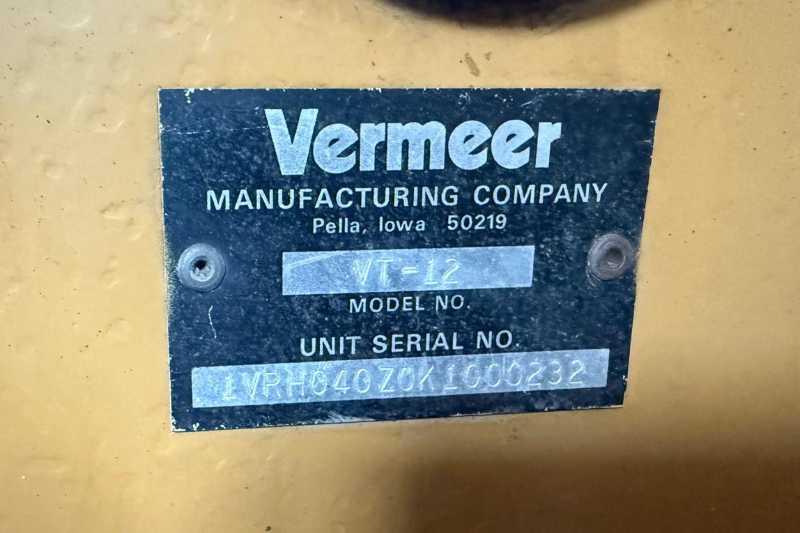 Vermeer
MANUFACTURING COMPANY
Pella, Iowa 50219
VT-12
MODEL NO.
UNIT SERIAL NO.
1VRH040Z0K1000232